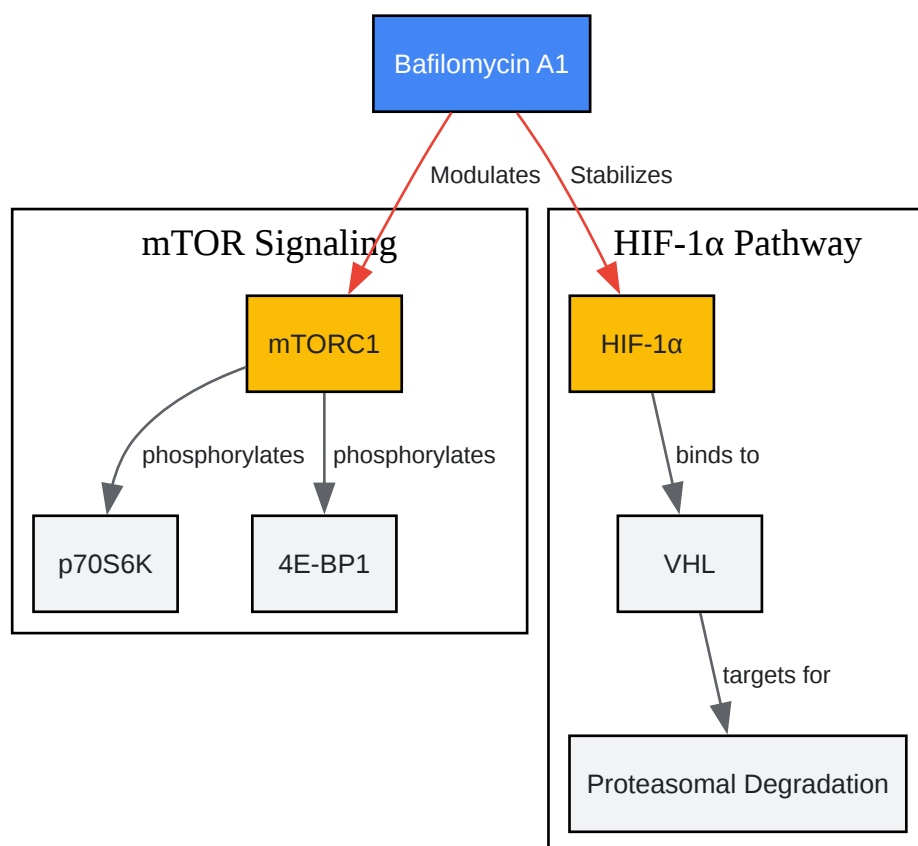 Bafilomycin A1
Modulates
Stabilizes
mTOR Signaling
HIF-1α Pathway
mTORC1
HIF-1α
phosphorylates
phosphorylates
binds to
p70S6K
4E-BP1
VHL
targets for
Proteasomal Degradation